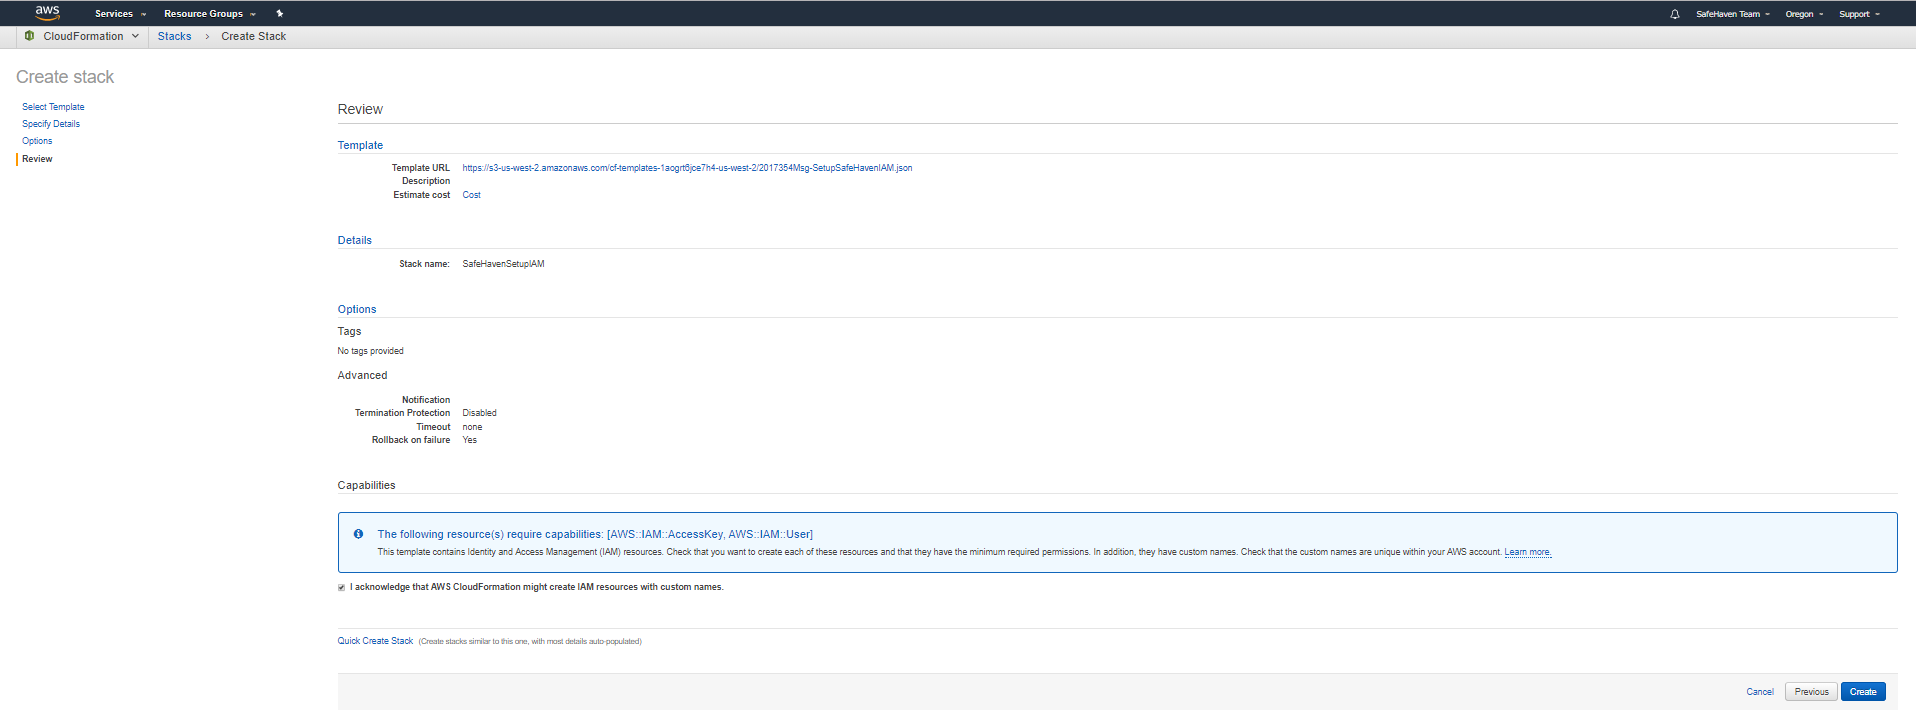 aws Services Resource Groups SafeHaven Team Oregon Support
CloudFormation Stacks > Create Stack
Create stack
Select Template
Specify Details
Options
Review
Review
Template
Template URL https://s3-us-west-2.amazonaws.com/cf-templates-1aogrt6jce7h4-us-west-2/2017354Msg-SetupSafeHavenIAM.json
Description
Estimate cost Cost
Details
Stack name: SafeHavenSetupIAM
Options
Tags
No tags provided
Advanced
Notification
Termination Protection Disabled
Timeout none
Rollback on failure Yes
Capabilities
The following resource(s) require capabilities: [AWS::IAM::AccessKey, AWS::IAM::User]
This template contains Identity and Access Management (IAM) resources. Check that you want to create each of these resources and that they have the minimum required permissions. In addition, they have custom names. Check that the custom names are unique within your AWS account. Learn more.
I acknowledge that AWS CloudFormation might create IAM resources with custom names.
Quick Create Stack (Create stacks similar to this one, with most details auto-populated)
Cancel Previous Create